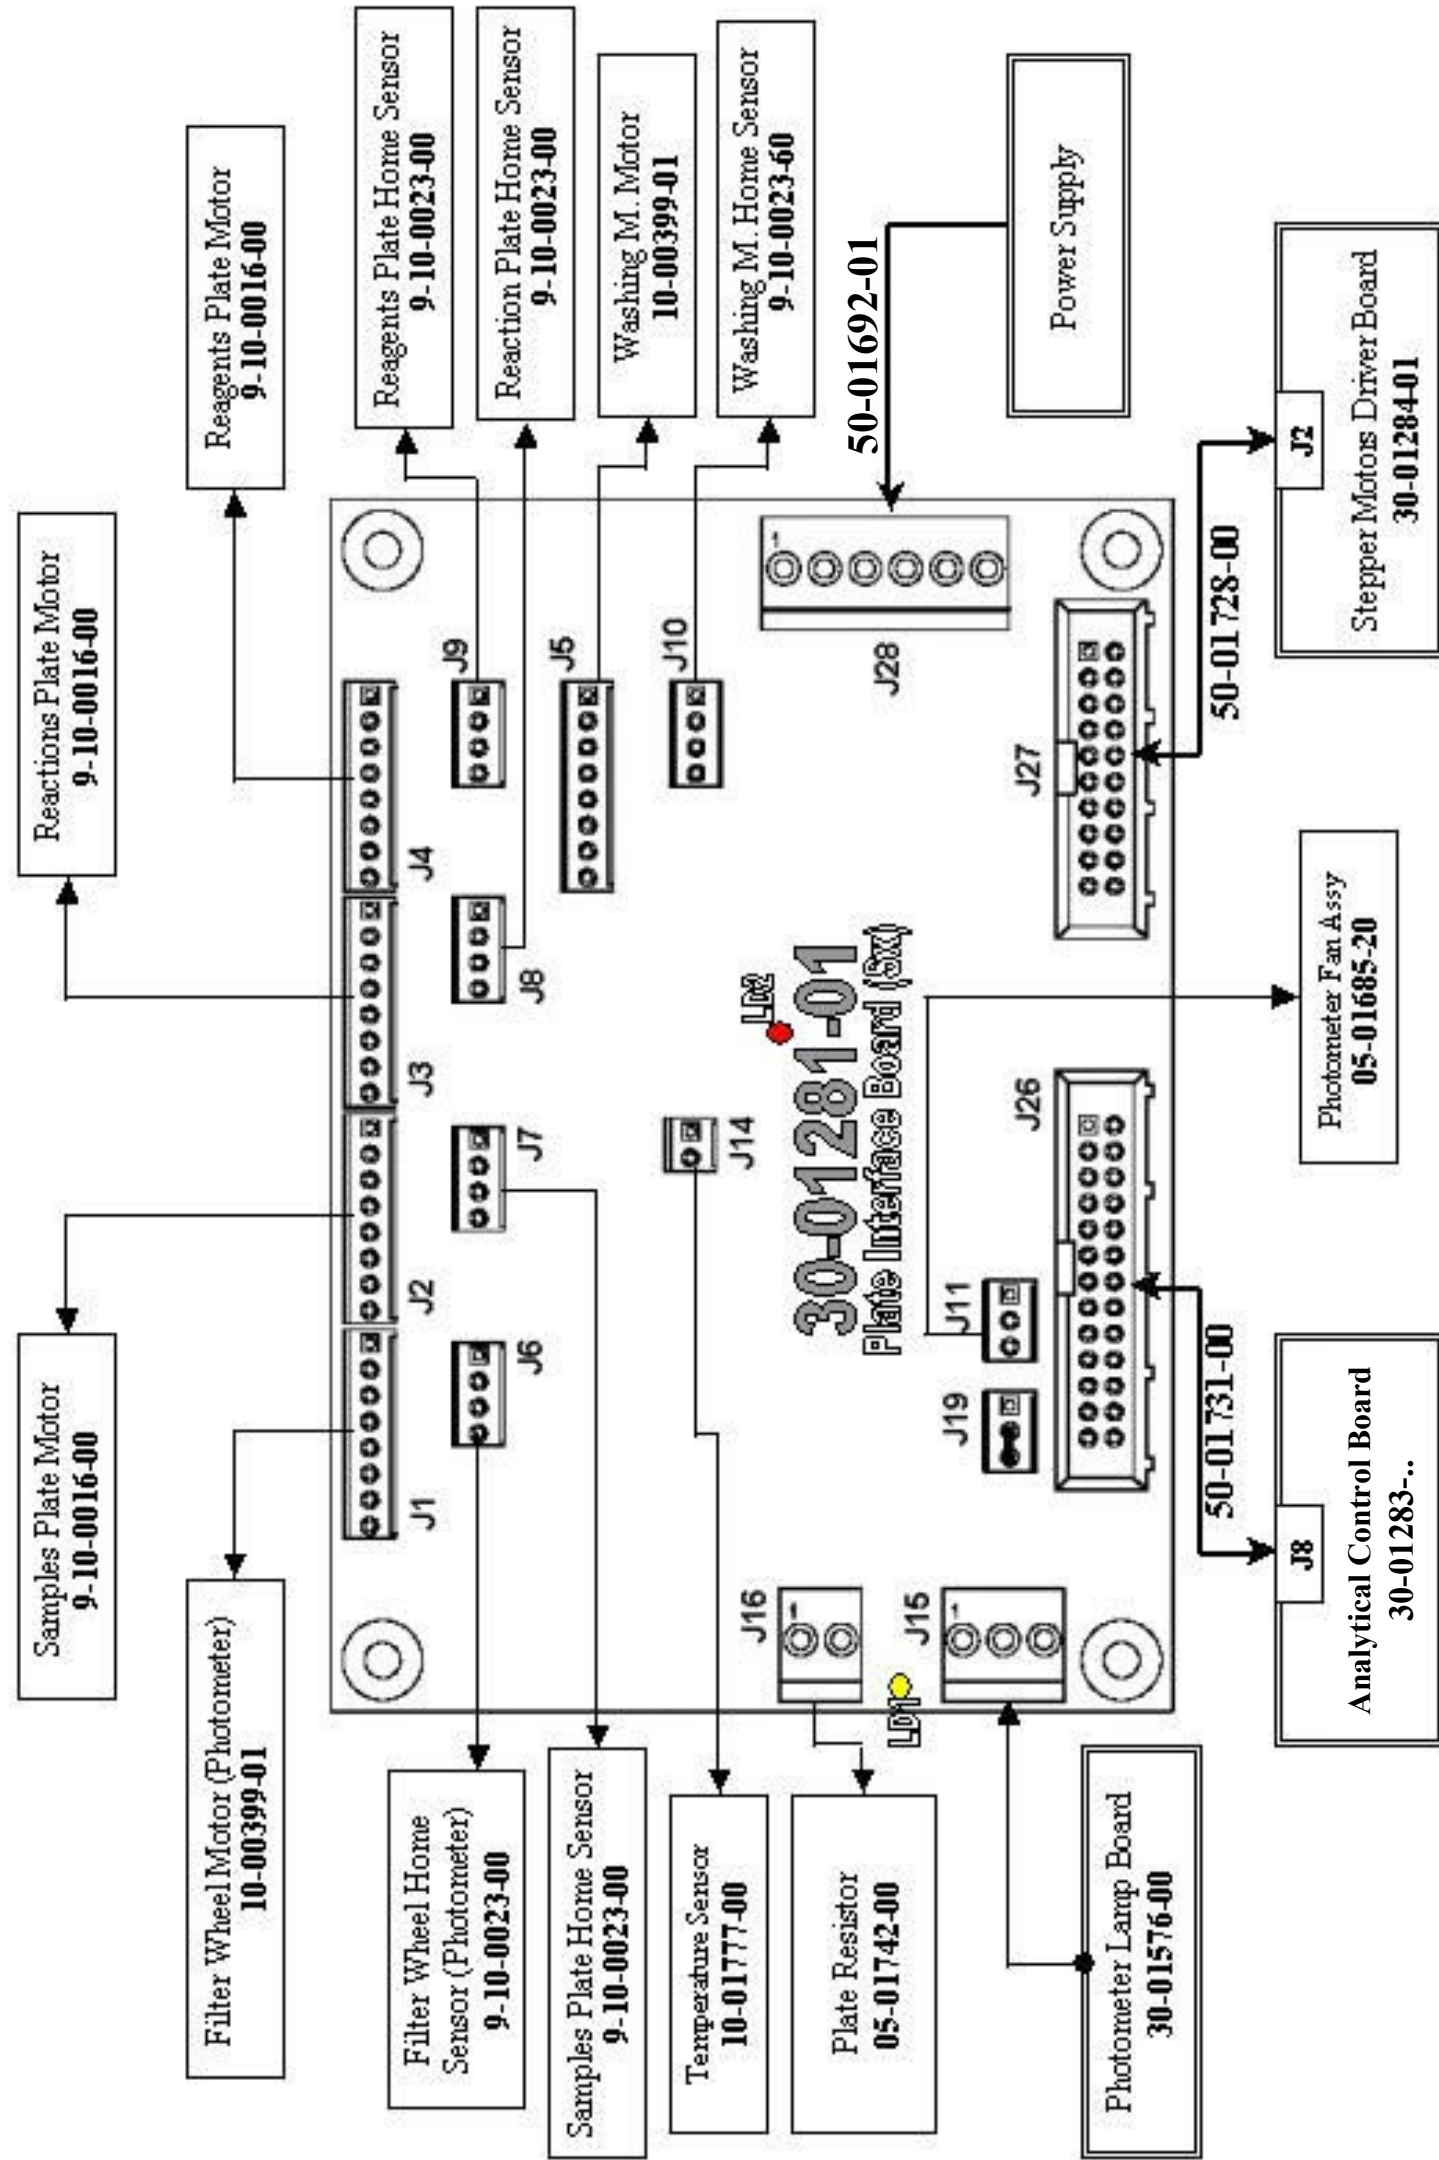 Reactions Plate Motor
9-10-0016-00
Samples Plate Motor
9-10-0016-00
Reagents Plate Motor
9-10-0016-00
Filter Wheel Motor (Photometer)
10-00399-01
Filter Wheel Home
Sensor (Photometer)
9-10-0023-00
Samples Plate Home Sensor
9-10-0023-00
Temperature Sensor
10-01777-00
Plate Resistor
05-01742-00
Photometer Lamp Board
30-01576-00
Reagents Plate Home Sensor
9-10-0023-00
Reaction Plate Home Sensor
9-10-0023-00
Washing M. Motor
10-00399-01
Washing M. Home Sensor
9-10-0023-60
50-01692-01
Power Supply
J1
J2
J3
J4
J6
J7
J8
J9
J5
J10
J14
J16
LD1
J15
J19
J11
J26
J27
J28
LD2
30-01281-01
Plate Interface Board (Sx)
50-01731-00
J8
Analytical Control Board
30-01283-..
Photometer Fan Assy
05-01685-20
50-01728-00
J2
Stepper Motors Driver Board
30-01284-01